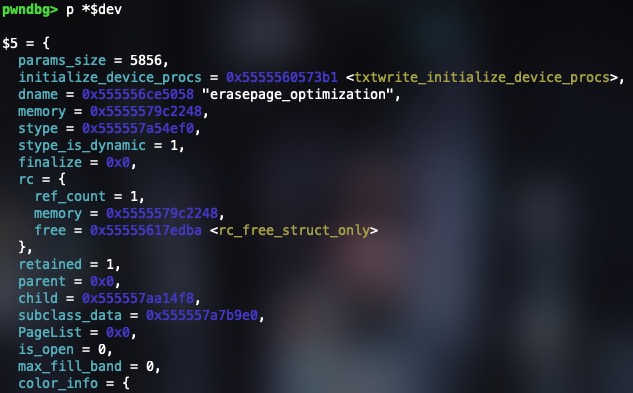 pwndbg> p *$dev
$5 = {
  params_size = 5856,
  initialize_device_procs = 0x5555560573b1 <txtwrite_initialize_device_procs>,
  dname = 0x555556ce5058 "erasepage_optimization",
  memory = 0x5555579c2248,
  stype = 0x555557a54ef0,
  stype_is_dynamic = 1,
  finalize = 0x0,
  rc = {
    ref_count = 1,
    memory = 0x5555579c2248,
    free = 0x55555617edba <rc_free_struct_only>
  },
  retained = 1,
  parent = 0x0,
  child = 0x555557aa14f8,
  subclass_data = 0x555557a7b9e0,
  PageList = 0x0,
  is_open = 0,
  max_fill_band = 0,
  color_info = {